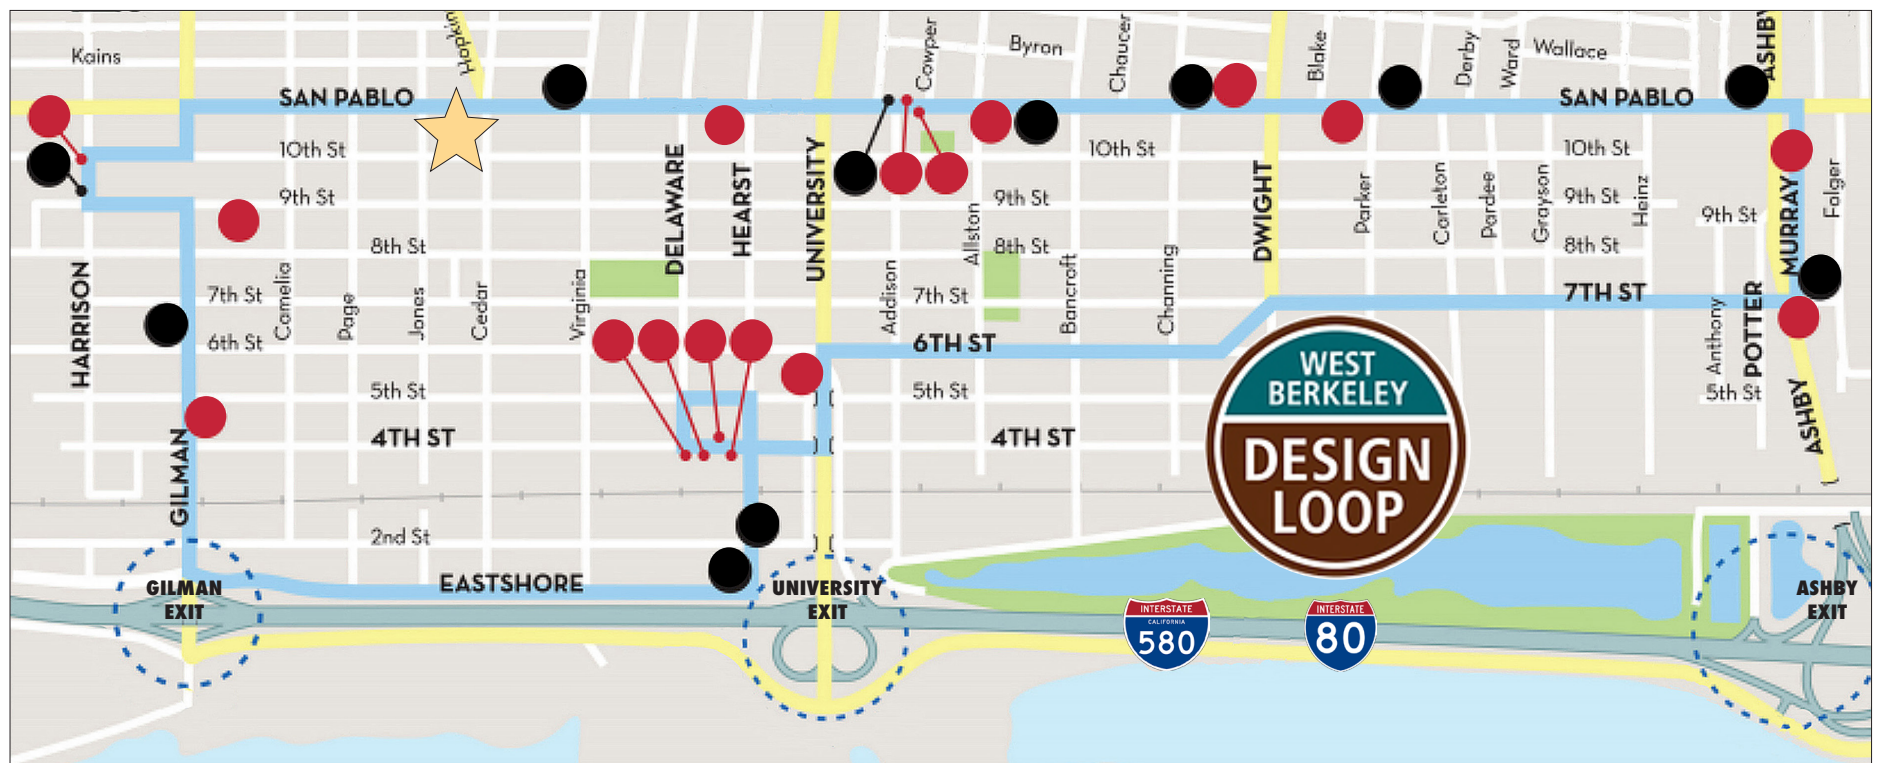 Kains
Hopkin
Cowper
Byron
Chaucer
Blake
Derby
Ward
Wallace
ASHBY
SAN PABLO
SAN PABLO
10th St
10th St
10th St
9th St
9th St
9th St
9th St
8th St
8th St
8th St
7th St
7th St
7TH ST
6th St
6TH ST
5th St
5th St
5th St
4TH ST
4TH ST
2nd St
EASTSHORE
HARRISON
GILMAN
Camelia
Page
Jones
Cedar
Virginia
DELAWARE
HEARST
UNIVERSITY
Addison
Allston
Bancroft
Channing
DWIGHT
Parker
Carleton
Pardee
Grayson
Heinz
Anthony
POTTER
MURRAY
Folger
ASHBY
WEST
BERKELEY
DESIGN
LOOP
GILMAN
EXIT
UNIVERSITY
EXIT
ASHBY
EXIT
INTERSTATE
CALIFORNIA
580
INTERSTATE
80